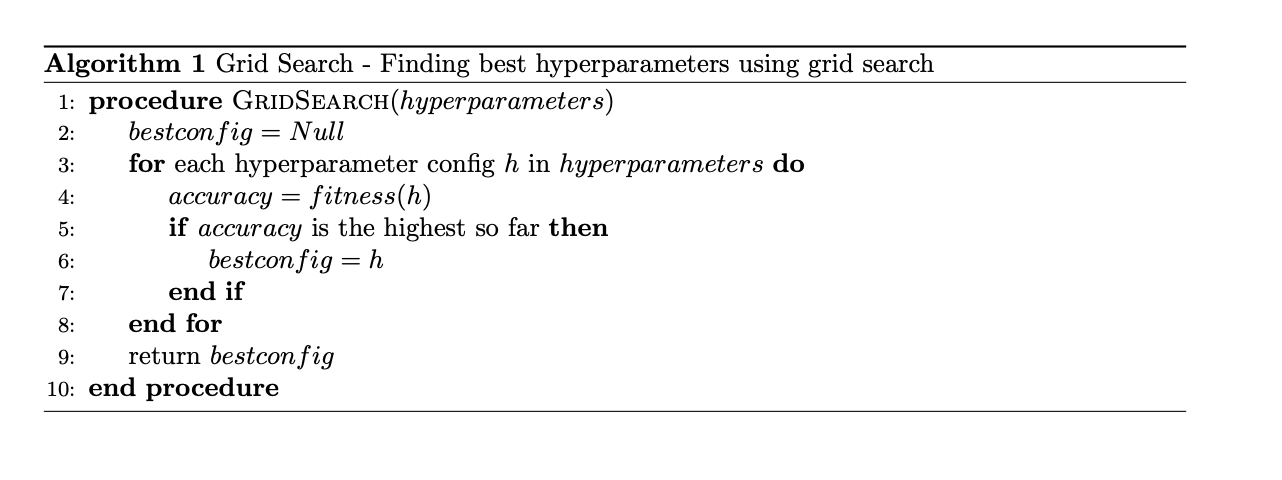 Algorithm 1 Grid Search - Finding best hyperparameters using grid search
1: procedure GridSearch(hyperparameters)
2: bestconfig = Null
3: for each hyperparameter config h in hyperparameters do
4: accuracy = fitness(h)
5: if accuracy is the highest so far then
6: bestconfig = h
7: end if
8: end for
9: return bestconfig
10: end procedure